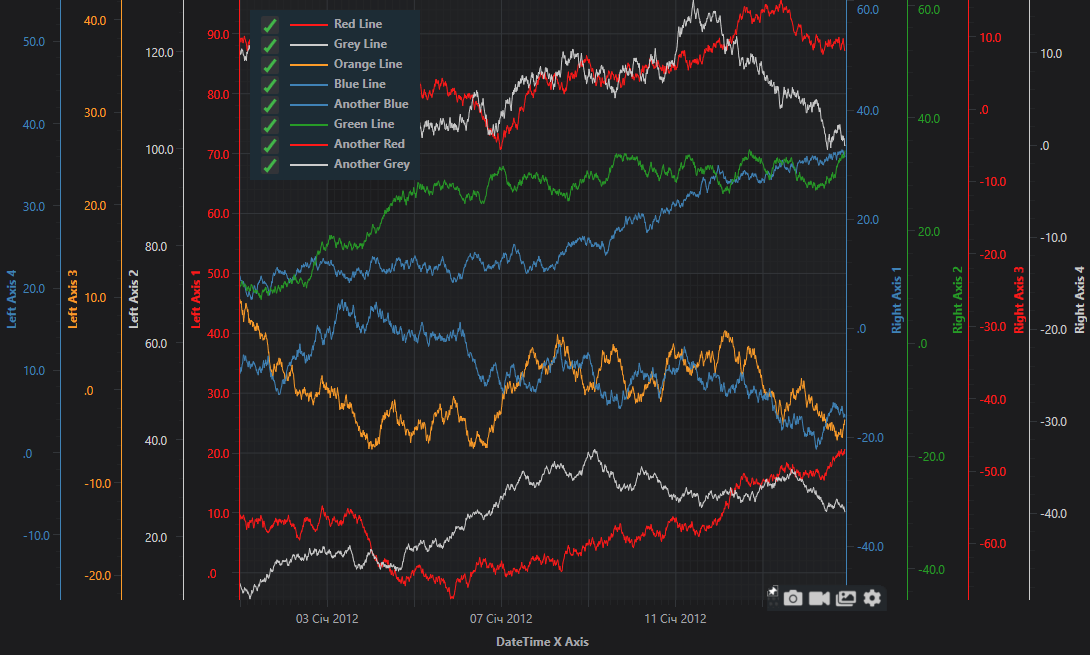 Red Line
Grey Line
Orange Line
Blue Line
Another Blue
Green Line
Another Red
Another Grey
50.0
40.0
30.0
20.0
10.0
.0
-10.0
Left Axis 4
40.0
30.0
20.0
10.0
.0
-10.0
-20.0
Left Axis 3
120.0
100.0
80.0
60.0
40.0
20.0
Left Axis 2
90.0
80.0
70.0
60.0
50.0
40.0
30.0
20.0
10.0
.0
Left Axis 1
60.0
40.0
20.0
.0
-20.0
-40.0
Right Axis 1
60.0
40.0
20.0
.0
-20.0
-40.0
Right Axis 2
10.0
.0
-10.0
-20.0
-30.0
-40.0
-50.0
-60.0
Right Axis 3
10.0
.0
-10.0
-20.0
-30.0
-40.0
Right Axis 4
03 Січ 2012
07 Січ 2012
11 Січ 2012
DateTime X Axis